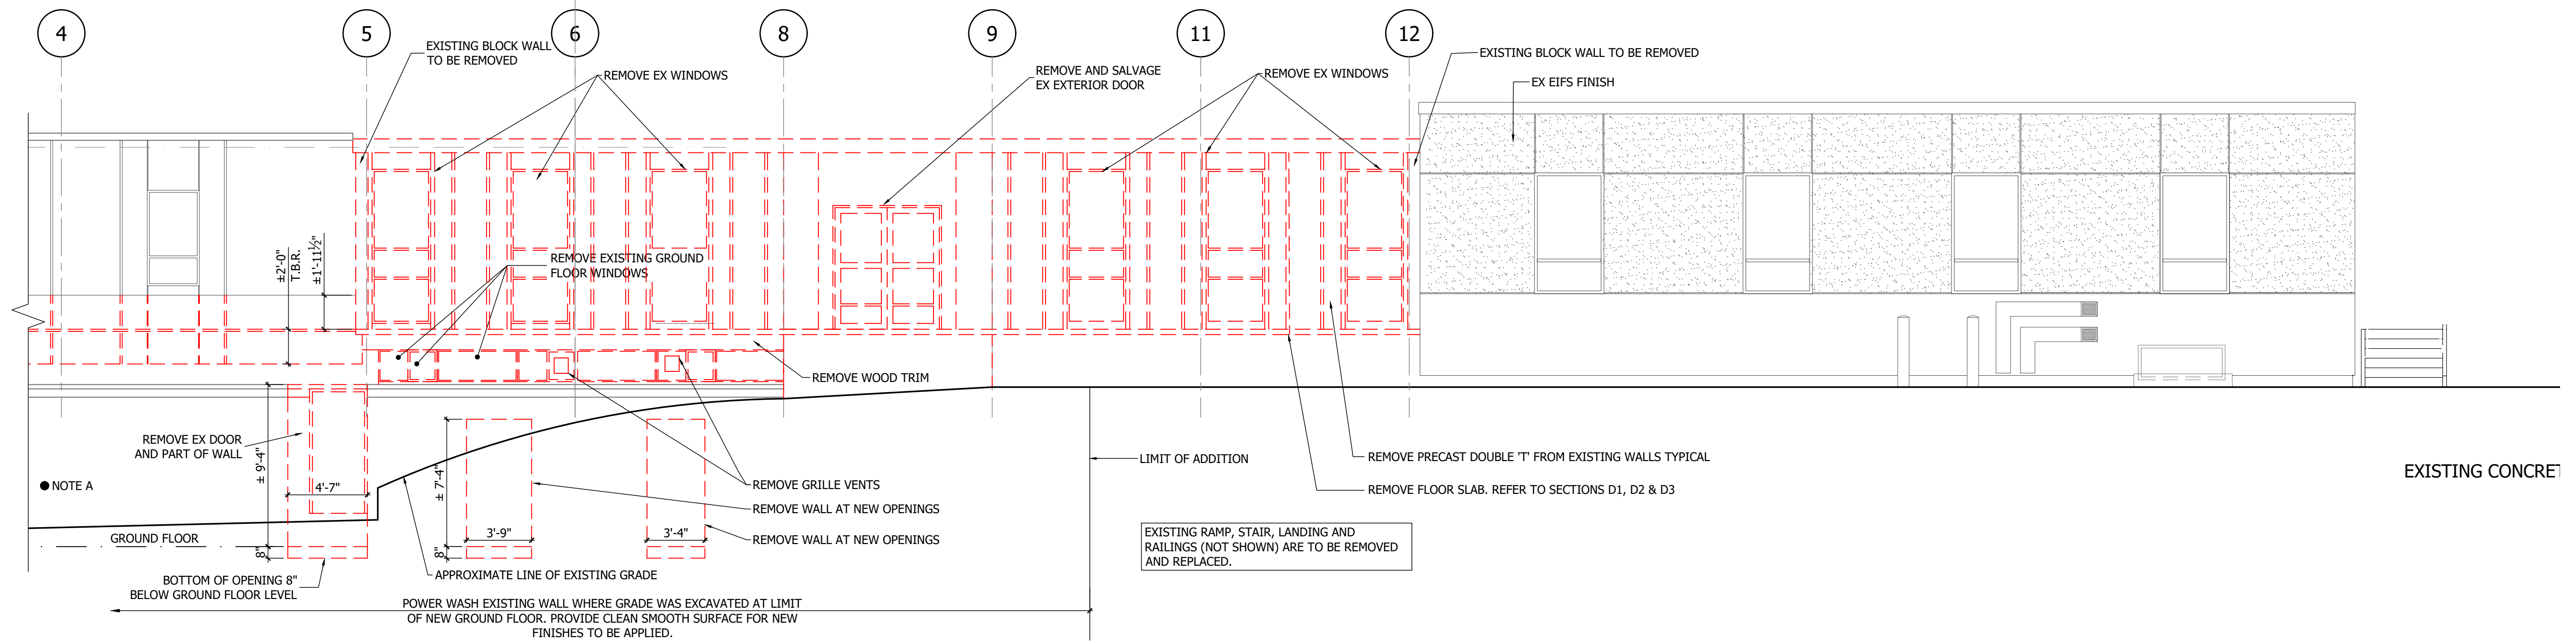 4
5
6
8
9
11
12
EXISTING BLOCK WALL
TO BE REMOVED
REMOVE EX WINDOWS
REMOVE AND SALVAGE
EX EXTERIOR DOOR
REMOVE EX WINDOWS
EXISTING BLOCK WALL TO BE REMOVED
EX EIFS FINISH
±2'-0"
T.B.R.
±1'-11½"
REMOVE EXISTING GROUND
FLOOR WINDOWS
REMOVE WOOD TRIM
REMOVE EX DOOR
AND PART OF WALL
± 9'-4"
4'-7"
± 7'-4"
NOTE A
3'-9"
3'-4"
8"
8"
GROUND FLOOR
REMOVE GRILLE VENTS
REMOVE WALL AT NEW OPENINGS
REMOVE WALL AT NEW OPENINGS
LIMIT OF ADDITION
REMOVE PRECAST DOUBLE 'T' FROM EXISTING WALLS TYPICAL
REMOVE FLOOR SLAB. REFER TO SECTIONS D1, D2 & D3
EXISTING CONCRET
EXISTING RAMP, STAIR, LANDING AND
RAILINGS (NOT SHOWN) ARE TO BE REMOVED
AND REPLACED.
APPROXIMATE LINE OF EXISTING GRADE
BOTTOM OF OPENING 8"
BELOW GROUND FLOOR LEVEL
POWER WASH EXISTING WALL WHERE GRADE WAS EXCAVATED AT LIMIT
OF NEW GROUND FLOOR. PROVIDE CLEAN SMOOTH SURFACE FOR NEW
FINISHES TO BE APPLIED.